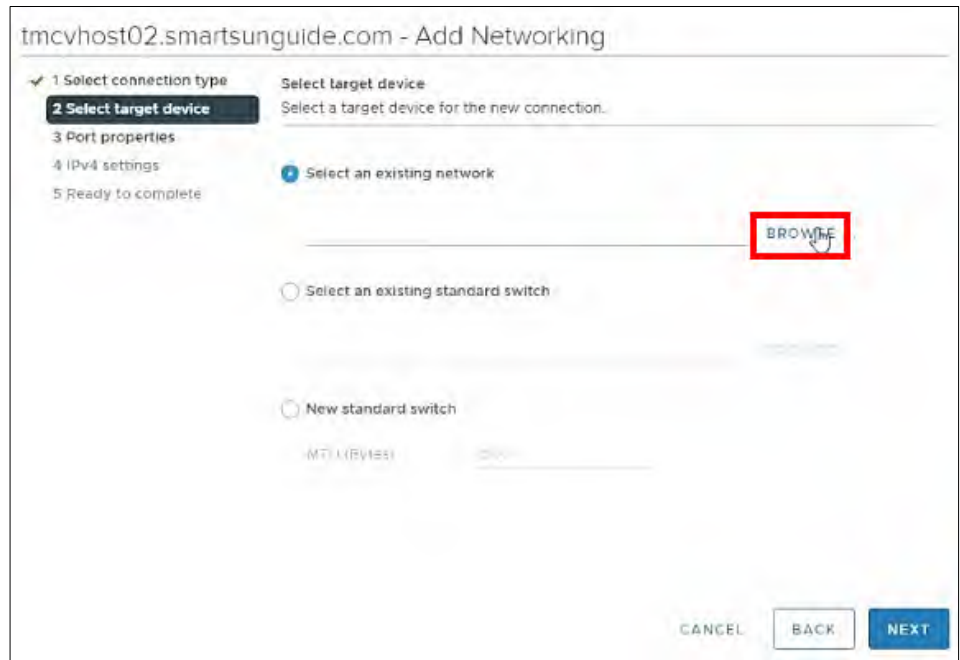 tmcvhost02.smartsunguide.com - Add Networking
1 Select connection type
2 Select target device
3 Port properties
4 IPv4 settings
5 Ready to complete
Select target device
Select a target device for the new connection.
Select an existing network
BROWSE
Select an existing standard switch
New standard switch
MTU (Bytes)
CANCEL
BACK
NEXT